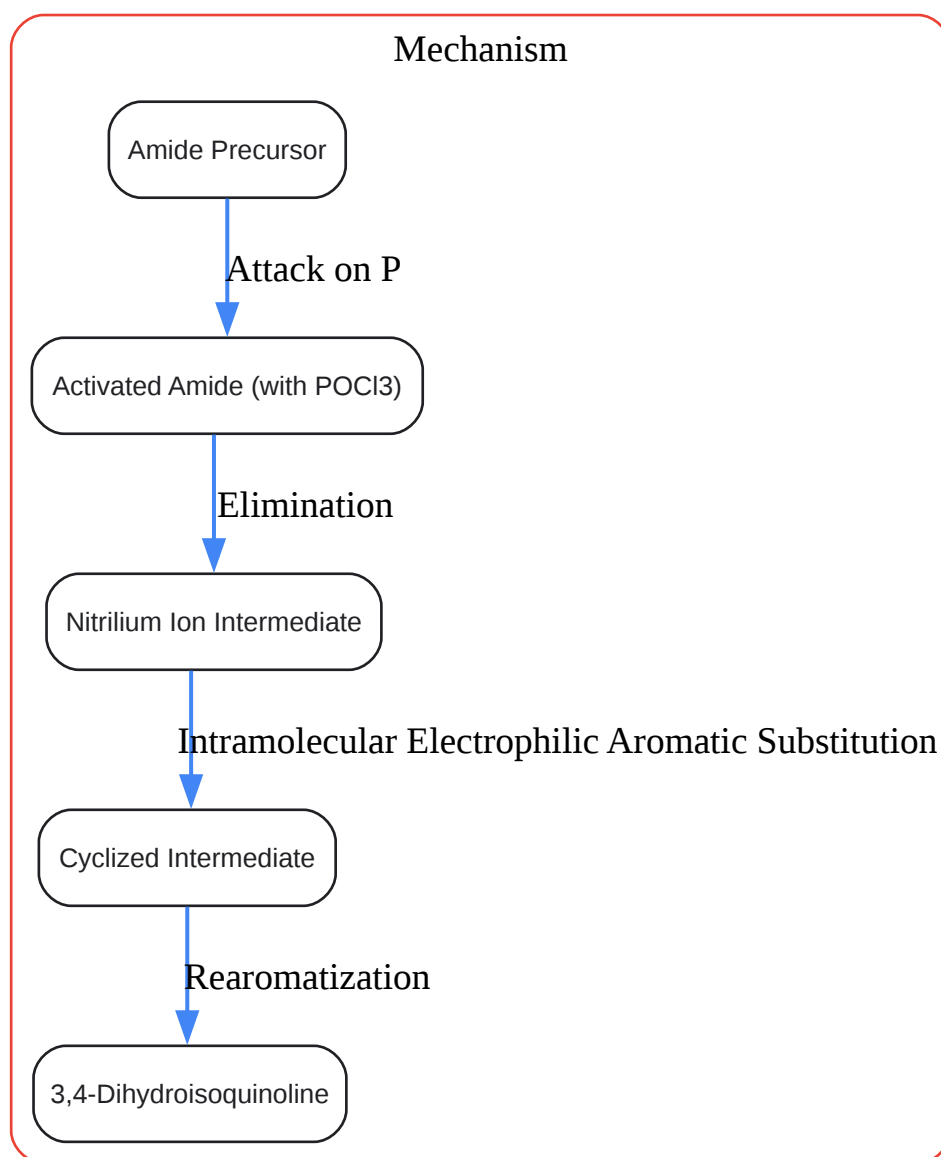 Mechanism
Amide Precursor
Attack on P
Activated Amide (with POCl3)
Elimination
Nitrilium Ion Intermediate
Intramolecular Electrophilic Aromatic Substitution
Cyclized Intermediate
Rearomatization
3,4-Dihydroisoquinoline